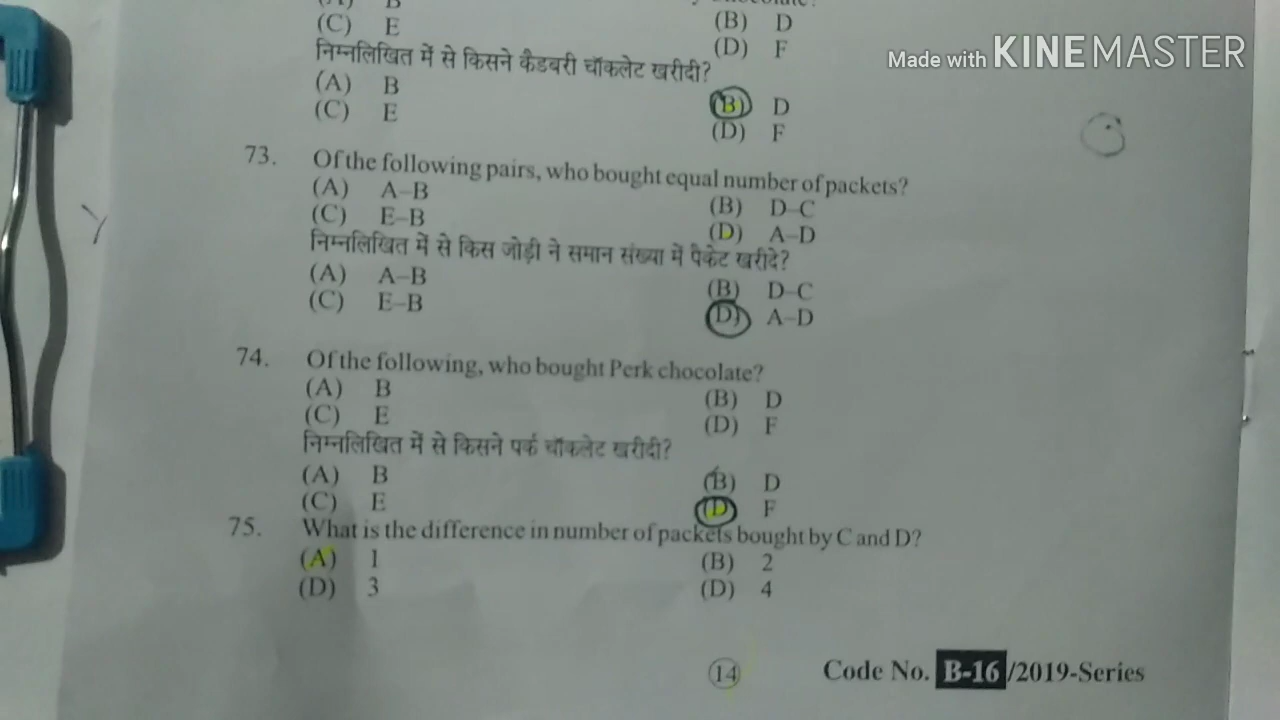 (C) E
(B) D
(D) F
निम्नलिखित में से किसने कैडबरी चॉकलेट खरीदी?
Made with KINEMASTER
(A) B
(B) D
(C) E
(D) F
73. Of the following pairs, who bought equal number of packets?
(A) A–B
(B) D–C
(C) E–B
(D) A–D
निम्नलिखित में से किस जोड़ी ने समान संख्या में पैकेट खरीदे?
(A) A–B
(B) D–C
(C) E–B
(D) A–D
74. Of the following, who bought Perk chocolate?
(A) B
(B) D
(C) E
(D) F
निम्नलिखित में से किसने पर्क चॉकलेट खरीदी?
(A) B
(B) D
(C) E
(D) F
75. What is the difference in number of packets bought by C and D?
(A) 1
(B) 2
(D) 3
(D) 4
14
Code No. B-16/2019-Series